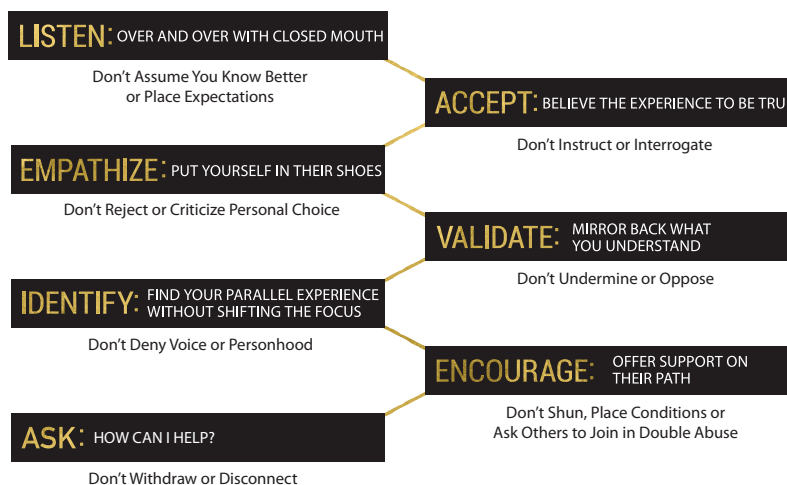 LISTEN: OVER AND OVER WITH CLOSED MOUTH
Don't Assume You Know Better
or Place Expectations
ACCEPT: BELIEVE THE EXPERIENCE TO BE TRU
Don't Instruct or Interrogate
EMPATHIZE: PUT YOURSELF IN THEIR SHOES
Don't Reject or Criticize Personal Choice
VALIDATE: MIRROR BACK WHAT
YOU UNDERSTAND
Don't Undermine or Oppose
IDENTIFY: FIND YOUR PARALLEL EXPERIENCE
WITHOUT SHIFTING THE FOCUS
Don't Deny Voice or Personhood
ENCOURAGE: OFFER SUPPORT ON
THEIR PATH
Don't Shun, Place Conditions or
Ask Others to Join in Double Abuse
ASK: HOW CAN I HELP?
Don't Withdraw or Disconnect